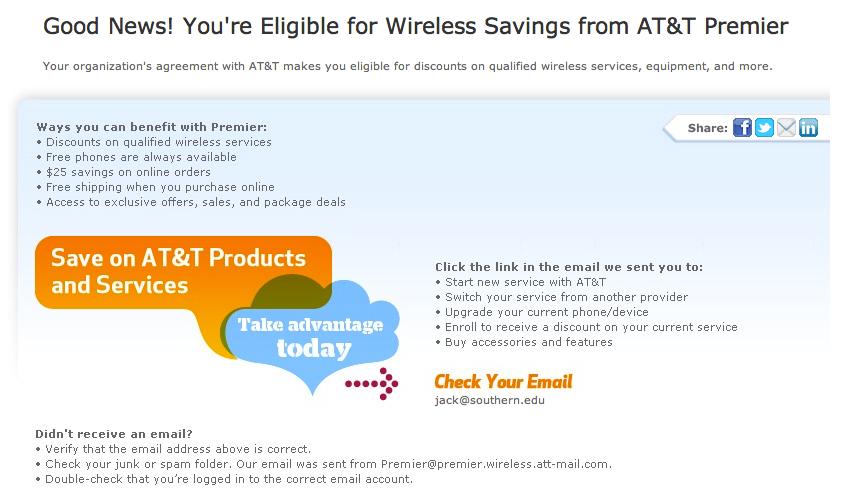 Good News! You're Eligible for Wireless Savings from AT&T Premier
Your organization's agreement with AT&T makes you eligible for discounts on qualified wireless services, equipment, and more.
Ways you can benefit with Premier:
• Discounts on qualified wireless services
• Free phones are always available
• $25 savings on online orders
• Free shipping when you purchase online
• Access to exclusive offers, sales, and package deals
Share:
Save on AT&T Products
and Services
Take advantage
today
Click the link in the email we sent you to:
• Start new service with AT&T
• Switch your service from another provider
• Upgrade your current phone/device
• Enroll to receive a discount on your current service
• Buy accessories and features
Check Your Email
jack@southern.edu
Didn't receive an email?
• Verify that the email address above is correct.
• Check your junk or spam folder. Our email was sent from Premier@premier.wireless.att-mail.com.
• Double-check that you’re logged in to the correct email account.